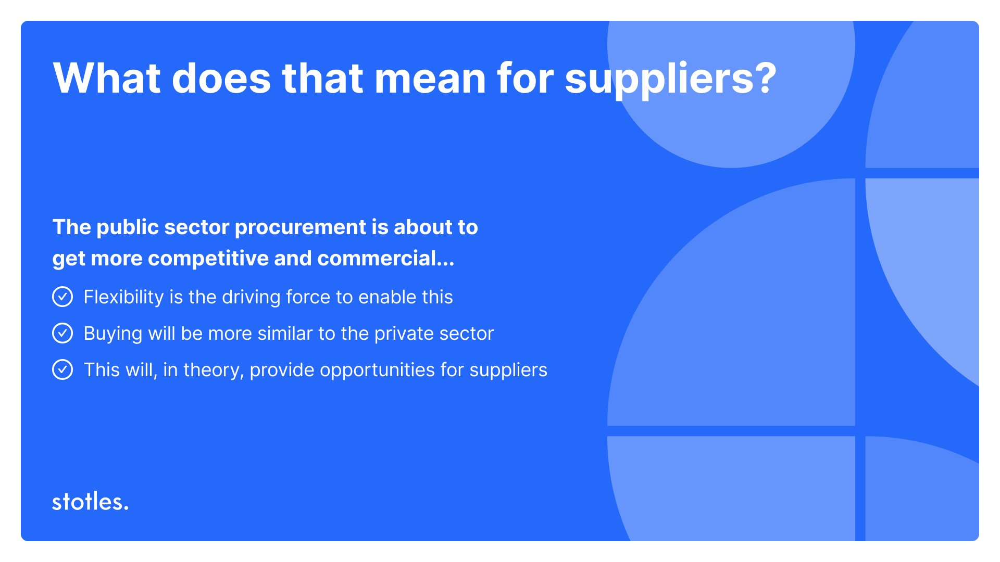 What does that mean for suppliers?
The public sector procurement is about to
get more competitive and commercial...
Flexibility is the driving force to enable this
Buying will be more similar to the private sector
This will, in theory, provide opportunities for suppliers
stotles.